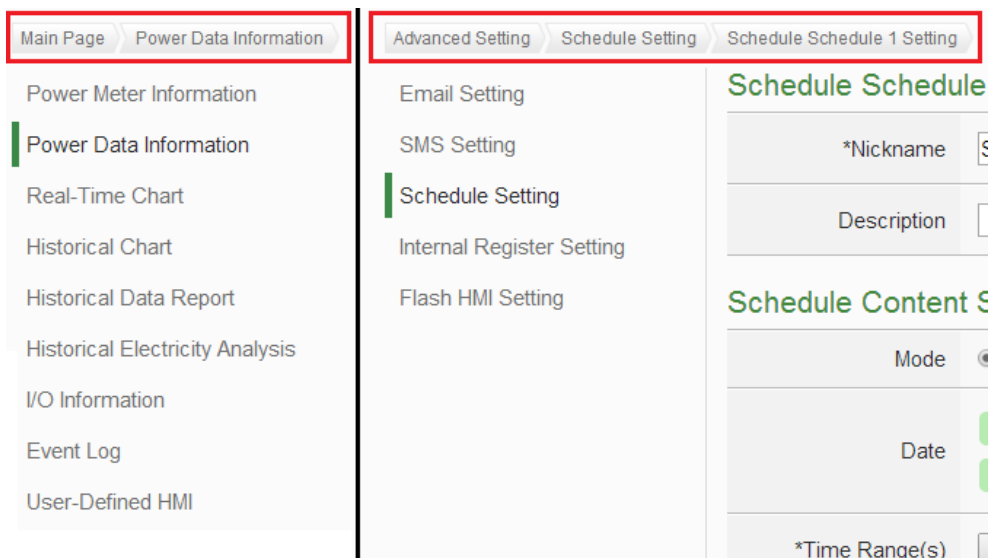 Main Page Power Data Information
Power Meter Information
Power Data Information
Real-Time Chart
Historical Chart
Historical Data Report
Historical Electricity Analysis
I/O Information
Event Log
User-Defined HMI
Advanced Setting Schedule Setting Schedule Schedule 1 Setting
Email Setting
SMS Setting
Schedule Setting
Internal Register Setting
Flash HMI Setting
Schedule Schedule
*Nickname S
Description
Schedule Content S
Mode
Date
*Time Range(s)